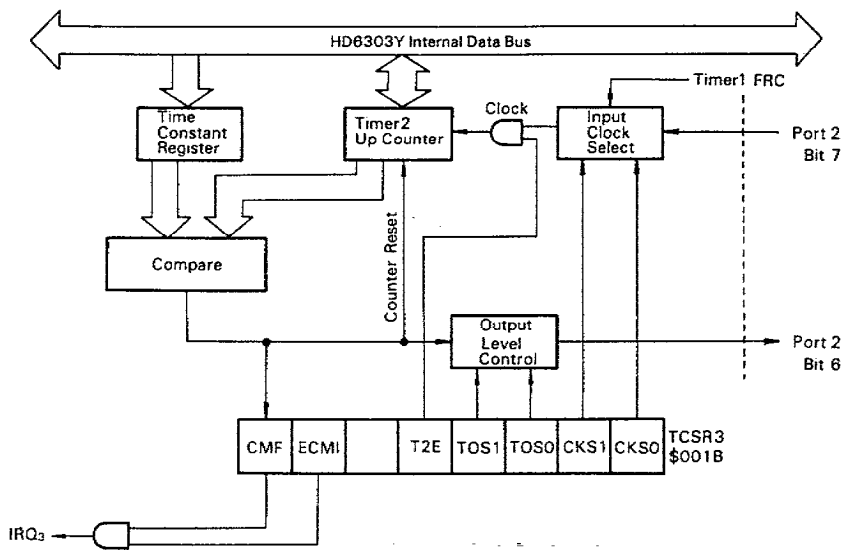 HD6303Y Internal Data Bus
Timer1 FRC
Time
Constant
Register
Timer2
Up Counter
Clock
Input
Clock
Select
Port 2
Bit 7
Compare
Counter Reset
Output
Level
Control
Port 2
Bit 6
CMF
ECMI
T2E
TOS1
TOS0
CKS1
CKS0
TCSR3
$001B
IRQ₃